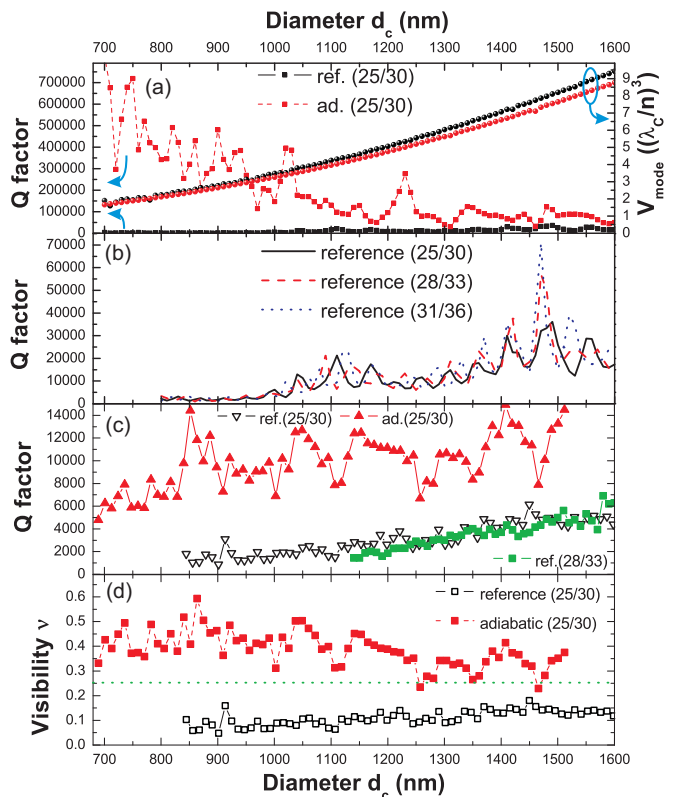 Diameter d_c (nm)
700 800 900 1000 1100 1200 1300 1400 1500 1600
(a)
ref. (25/30)
ad. (25/30)
Q factor
700000
600000
500000
400000
300000
200000
100000
0
V_mode ((λ_C/n)^3)
9
8
7
6
5
4
3
2
1
0
(b)
reference (25/30)
reference (28/33)
reference (31/36)
70000
60000
50000
40000
30000
20000
10000
0
(c)
ref.(25/30)
ad.(25/30)
ref.(28/33)
Q factor
14000
12000
10000
8000
6000
4000
2000
0
(d)
reference (25/30)
adiabatic (25/30)
Visibility ν
0.6
0.5
0.4
0.3
0.2
0.1
0.0
700 800 900 1000 1100 1200 1300 1400 1500 1600
Diameter d_c (nm)